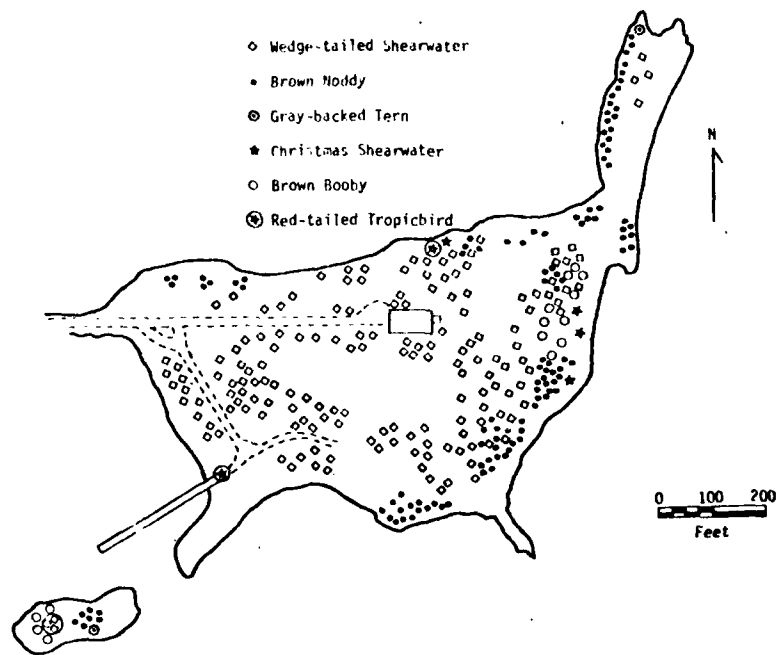 Wedge-tailed Shearwater
Brown Noddy
Gray-backed Tern
Christmas Shearwater
Brown Booby
Red-tailed Tropicbird
N
0 100 200
Feet